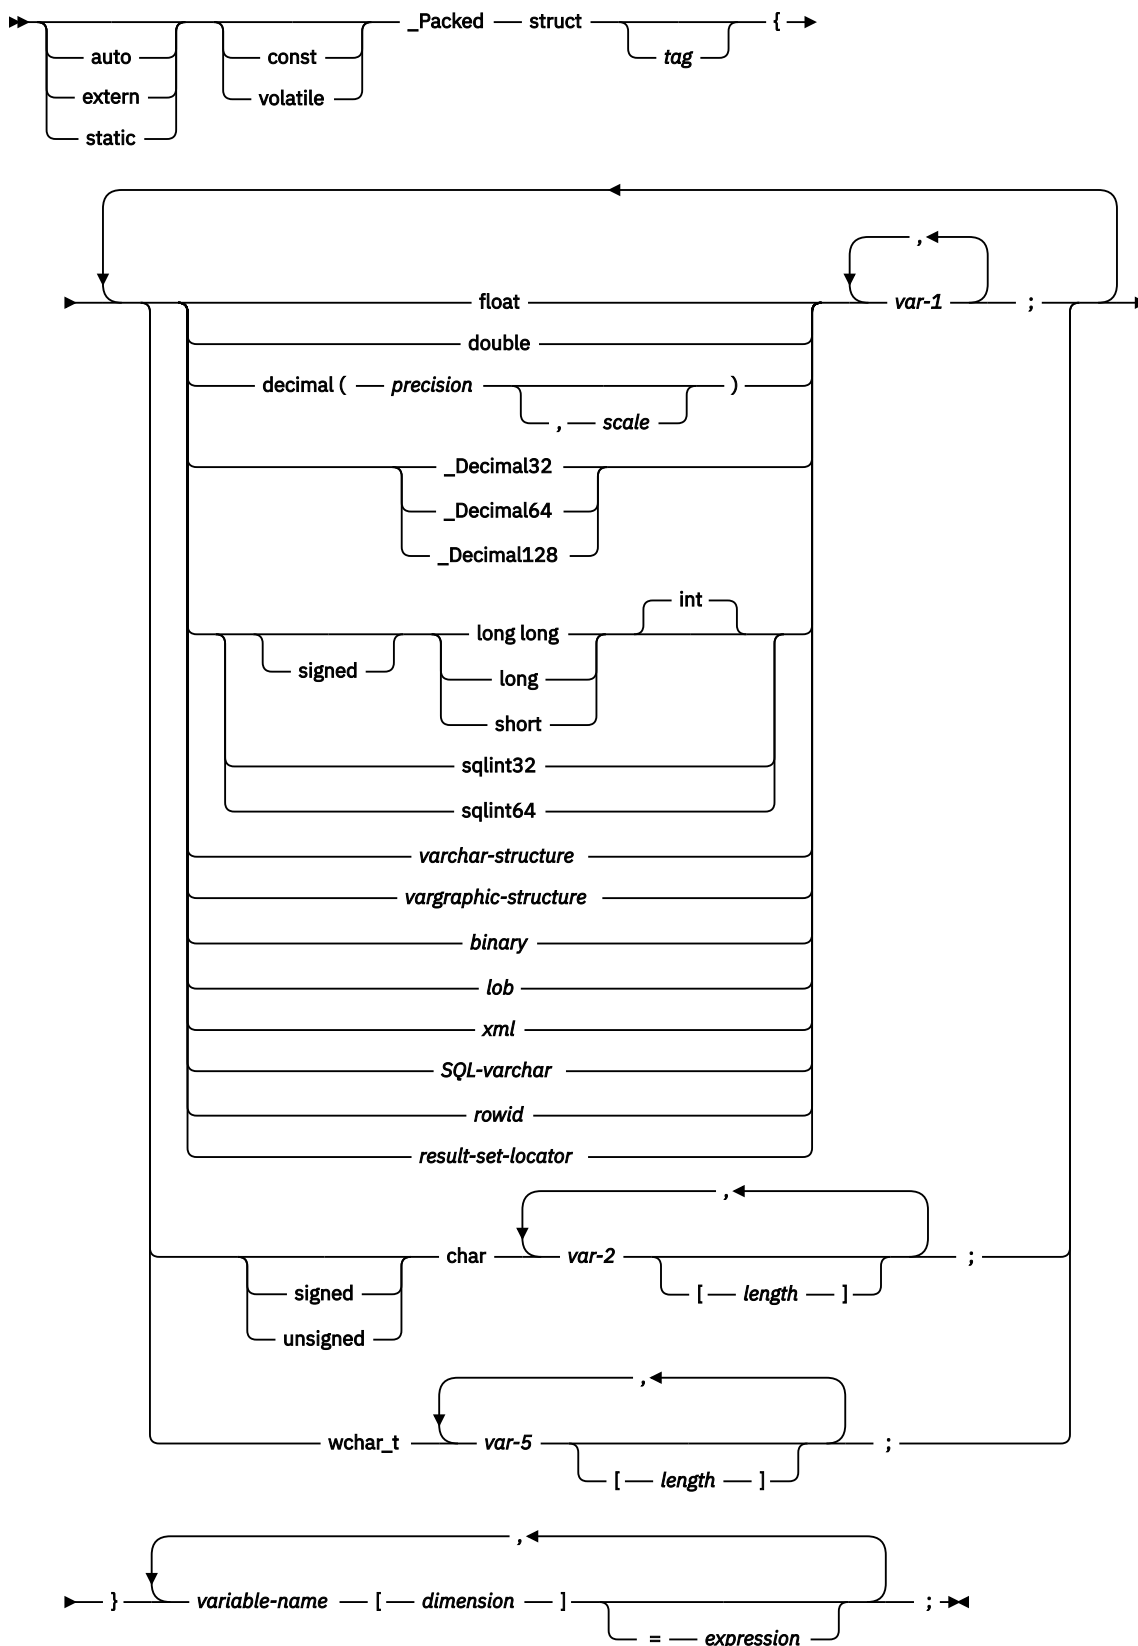 _Packed struct {
auto const tag
extern volatile
static
,
float var-1 ;
double
decimal ( precision )
, scale
_Decimal32
_Decimal64
_Decimal128
int
long long
signed
long
short
sqlint32
sqlint64
varchar-structure
vargraphic-structure
binary
lob
xml
SQL-varchar
rowid
result-set-locator
,
char var-2 ;
signed [ length ]
unsigned
,
wchar_t var-5 ;
[ length ]
,
} variable-name [ dimension ] ;
= expression